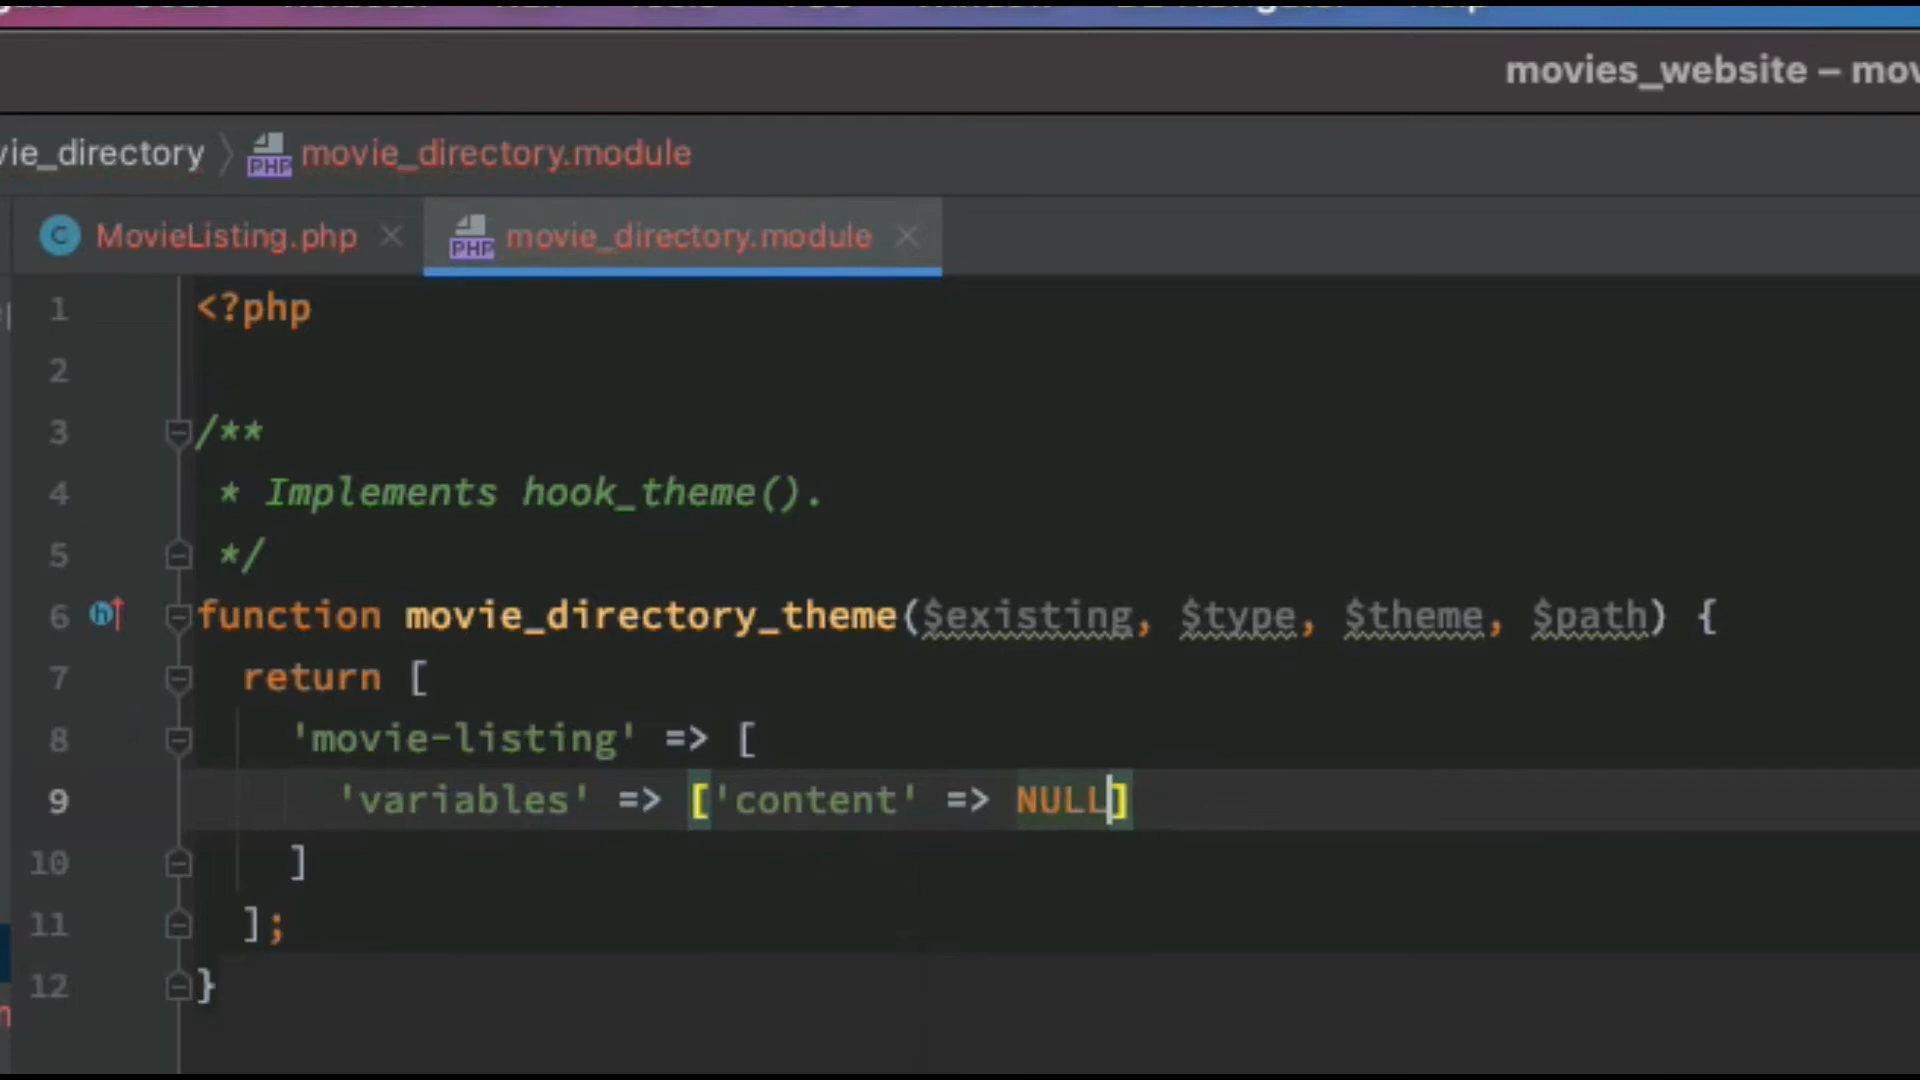 movies_website – mov
vie_directory movie_directory.module
MovieListing.php movie_directory.module
1 <?php
2
3 /**
4 * Implements hook_theme().
5 */
6 function movie_directory_theme($existing, $type, $theme, $path) {
7 return [
8 'movie-listing' => [
9 'variables' => ['content' => NULL]
10 ]
11 ];
12 }